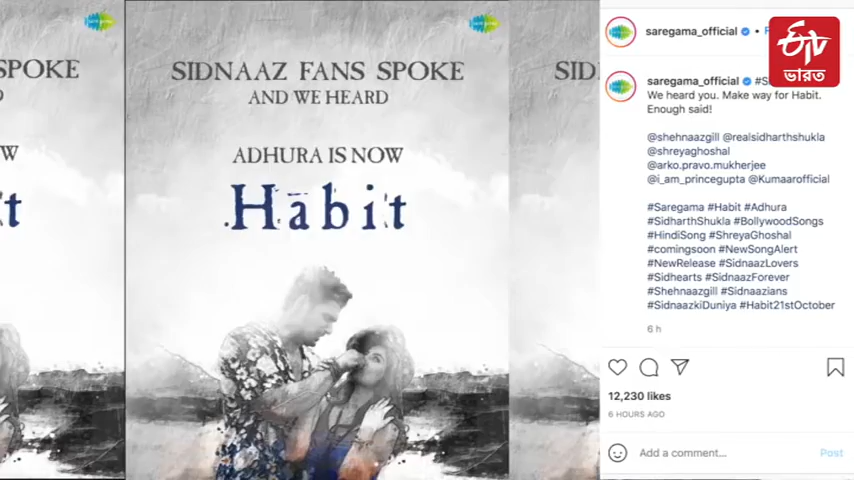 SPOKE
W
t
SIDNAAZ FANS SPOKE
AND WE HEARD
ADHURA IS NOW
Habit
SID
saregama_official •
ETV
ভারত
saregama_official
We heard you. Make way for Habit.
Enough said!
@shehnaazgill @realsidharthshukla
@shreyaghoshal
@arko.pravo.mukherjee
@i_am_princegupta @Kumaarofficial
#Saregama #Habit #Adhura
#SidharthShukla #BollywoodSongs
#HindiSong #ShreyaGhoshal
#comingsoon #NewSongAlert
#NewRelease #SidnaazLovers
#Sidhearts #SidnaazForever
#Shehnaazgill #Sidnaazians
#SidnaazkiDuniya #Habit21stOctober
6 h
12,230 likes
6 HOURS AGO
Add a comment... Post